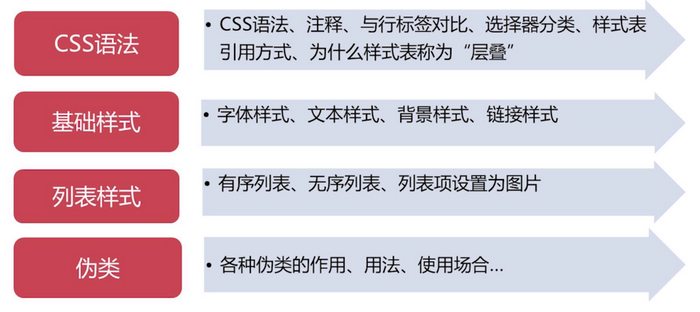 CSS语法
• CSS语法、注释、与行标签对比、选择器分类、样式表
引用方式、为什么样式表称为“层叠”
基础样式
• 字体样式、文本样式、背景样式、链接样式
列表样式
• 有序列表、无序列表、列表项设置为图片
伪类
• 各种伪类的作用、用法、使用场合...